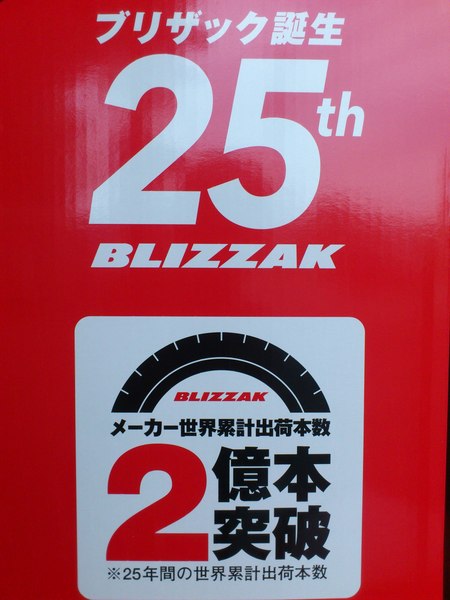 ブリザック誕生
25th
BLIZZAK
BLIZZAK
メーカー世界累計出荷本数
2億本
突破
※25年間の世界累計出荷本数